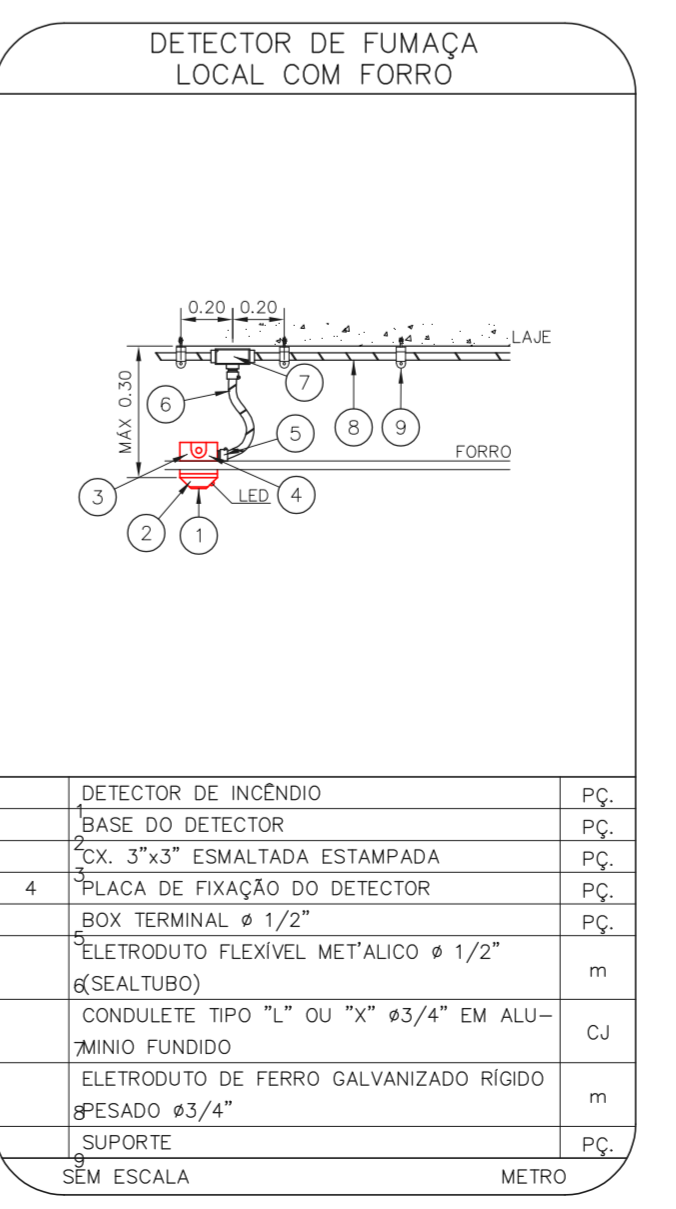 DETECTOR DE FUMAÇA
LOCAL COM FORRO
0.20 0.20
LAJE
MÁX 0.30
7
6
5
8
9
FORRO
3
LED
4
2
1
DETECTOR DE INCÊNDIO PÇ.
1
BASE DO DETECTOR PÇ.
2
CX. 3"x3" ESMALTADA ESTAMPADA PÇ.
3
4 PLACA DE FIXAÇÃO DO DETECTOR PÇ.
BOX TERMINAL ø 1/2" PÇ.
5
ELETRODUTO FLEXÍVEL MET'ALICO ø 1/2"
6 (SEALTUBO) m
CONDULETE TIPO "L" OU "X" ø3/4" EM ALU-
7 MINIO FUNDIDO CJ
ELETRODUTO DE FERRO GALVANIZADO RÍGIDO
8 PESADO ø3/4" m
SUPORTE PÇ.
9
SEM ESCALA METRO